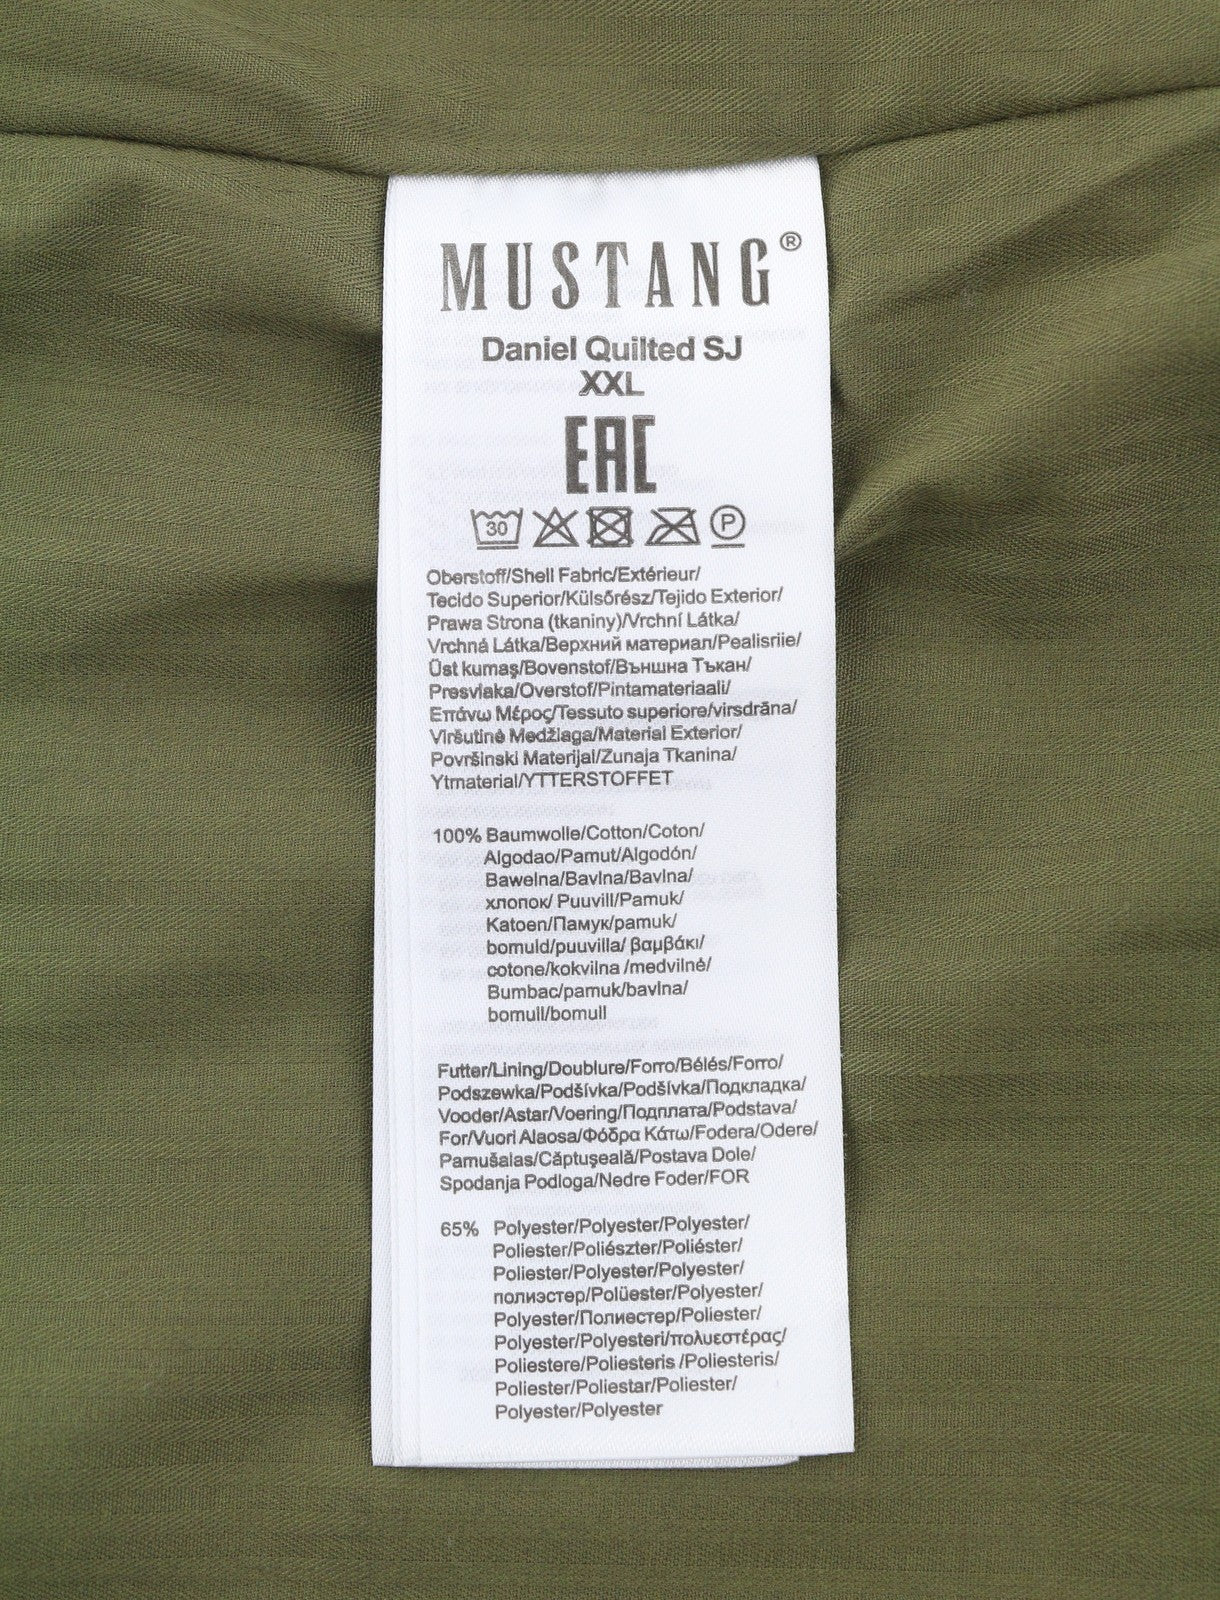 MUSTANG®
Daniel Quilted SJ
XXL
EAC
30 P
Oberstoff/Shell Fabric/Extérieur/
Tecido Superior/Külsőrész/Tejido Exterior/
Prawa Strona (tkaniny)/Vrchní Látka/
Vrchná Látka/Верхний материал/Pealisriie/
Üst kumaş/Bovenstof/Външна Тъкан/
Presvlaka/Overstof/Pintamateriaali/
Επάνω Μέρος/Tessuto superiore/virsdrāna/
Viršutinė Medžiaga/Material Exterior/
Površinski Materijal/Zunaja Tkanina/
Ytmaterial/YTTERSTOFFET
100% Baumwolle/Cotton/Coton/
Algodao/Pamut/Algodón/
Bawelna/Bavlna/Bavlna/
хлопок/ Puuvill/Pamuk/
Katoen/Памук/pamuk/
bomuld/puuvilla/ βαμβάκι/
cotone/kokvilna /medvilnė/
Bumbac/pamuk/bavlna/
bomull/bomull
Futter/Lining/Doublure/Forro/Bélés/Forro/
Podszewka/Podšívka/Podšívka/Подкладка/
Vooder/Astar/Voering/Подплата/Podstava/
For/Vuori Alaosa/Φόδρα Κάτω/Fodera/Odere/
Pamušalas/Căptuşeală/Postava Dole/
Spodanja Podloga/Nedre Foder/FOR
65% Polyester/Polyester/Polyester/
Poliester/Poliészter/Poliéster/
Poliester/Polyester/Polyester/
полиэстер/Polüester/Polyester/
Polyester/Полиестер/Poliester/
Polyester/Polyesteri/πολυεστέρας/
Poliestere/Poliesteris /Poliesteris/
Poliester/Poliestar/Poliester/
Polyester/Polyester